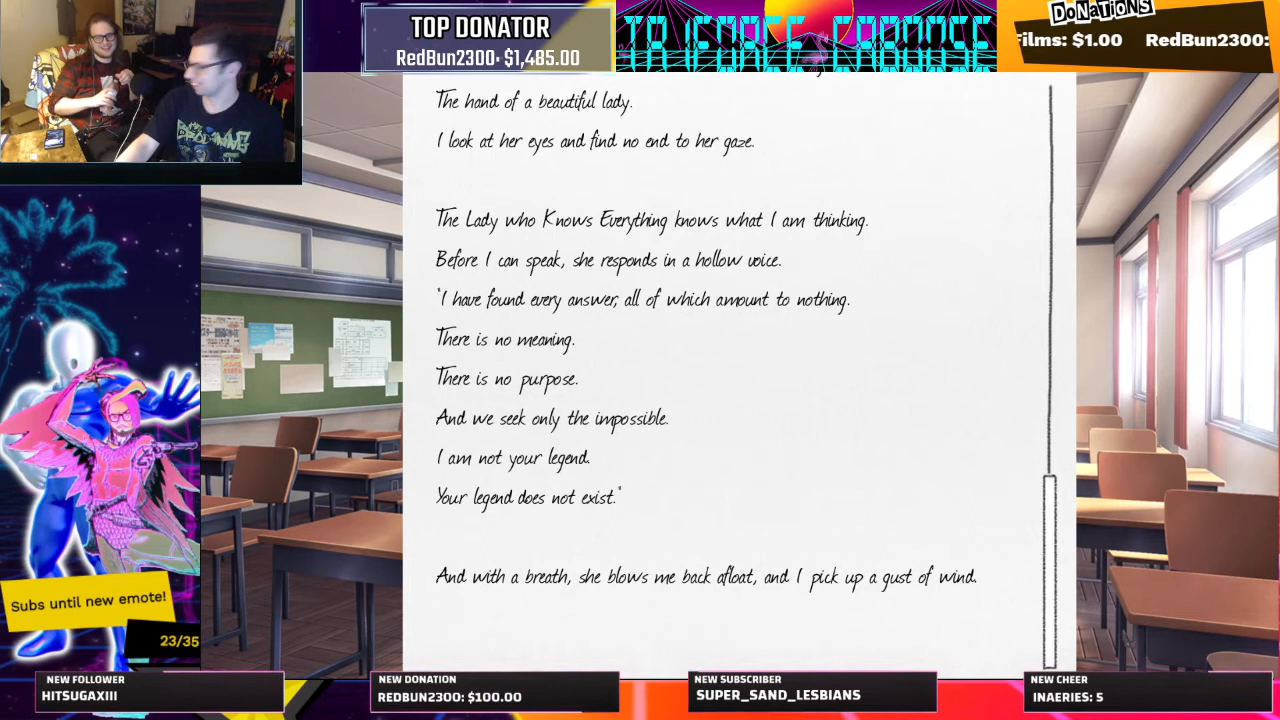 TOP DONATOR
RedBun2300: $1,485.00
DONATIONS
Films: $1.00 RedBun2300:
The hand of a beautiful lady.
I look at her eyes and find no end to her gaze.
The Lady who Knows Everything knows what I am thinking.
Before I can speak, she responds in a hollow voice.
"I have found every answer, all of which amount to nothing.
There is no meaning.
There is no purpose.
And we seek only the impossible.
I am not your legend.
Your legend does not exist."
And with a breath, she blows me back afloat, and I pick up a gust of wind.
Subs until new emote!
23/35
NEW FOLLOWER
HITSUGAXIII
NEW DONATION
REDBUN2300: $100.00
NEW SUBSCRIBER
SUPER_SAND_LESBIANS
NEW CHEER
INAERIES: 5